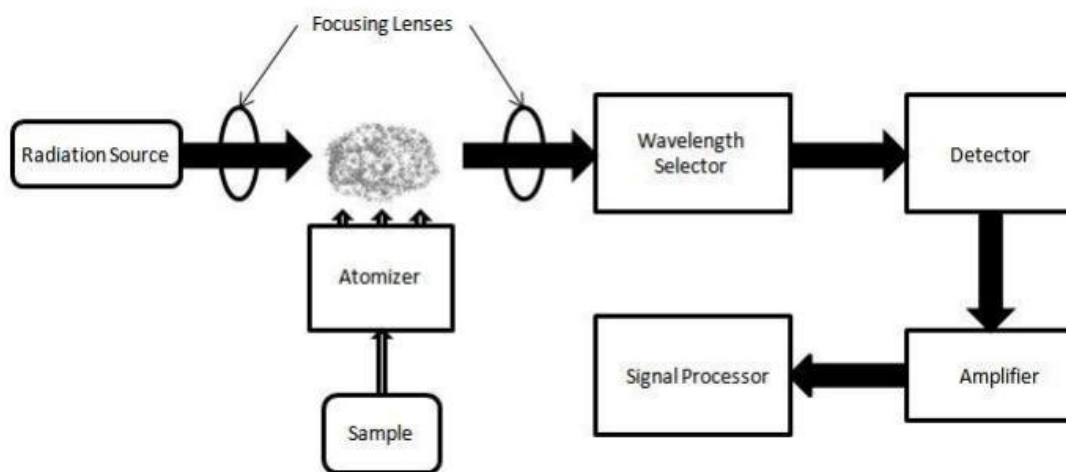 Focusing Lenses
Radiation Source
Wavelength
Selector
Detector
Atomizer
Signal Processor
Amplifier
Sample